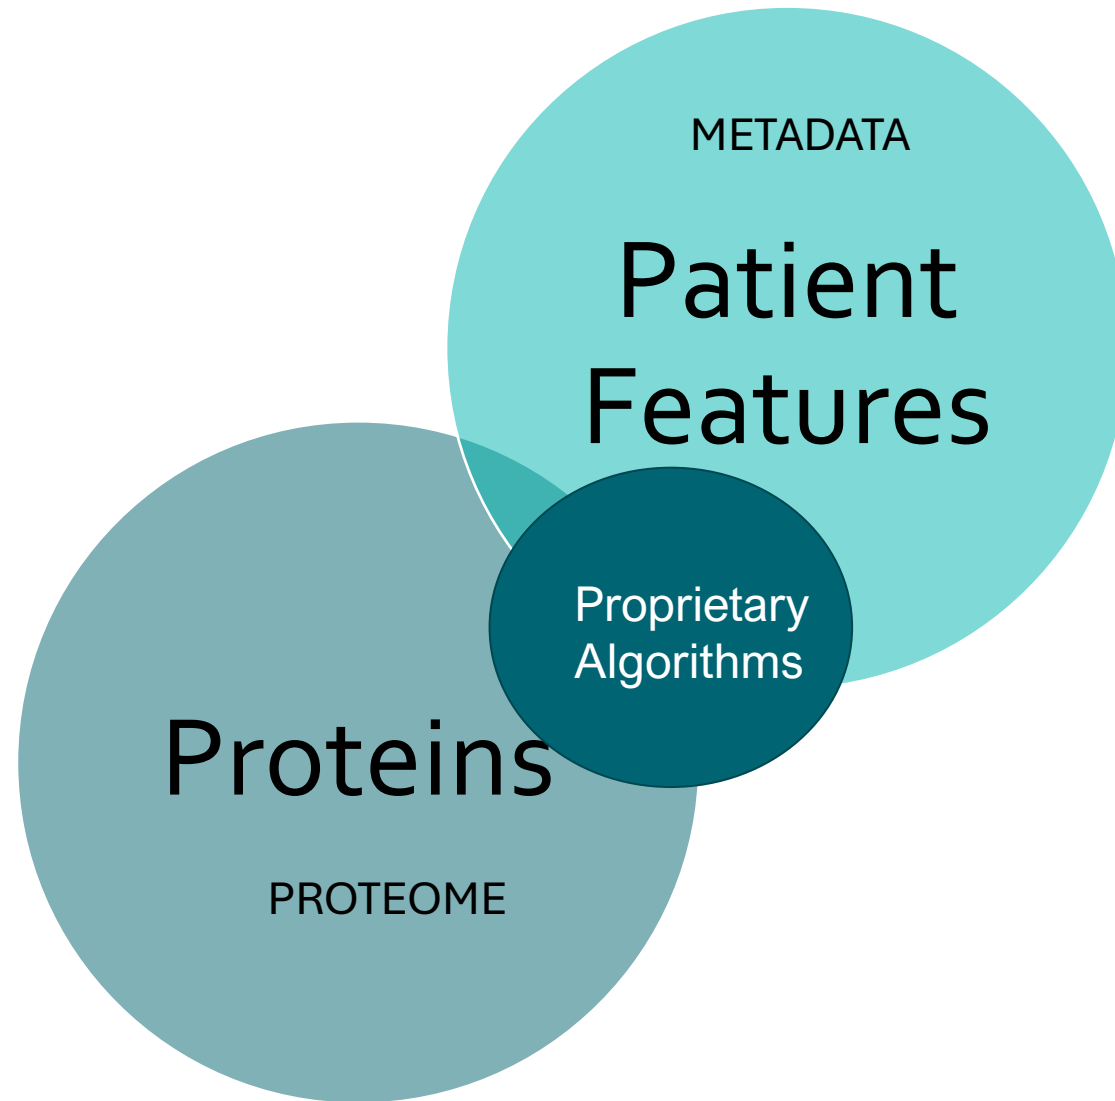 METADATA
Patient
Features
Proprietary
Algorithms
Proteins
PROTEOME